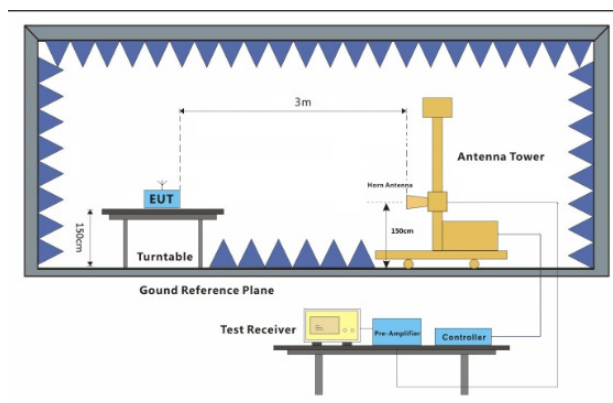 3m
Antenna Tower
Horn Antenna
EUT
150cm
150cm
Turntable
Gound Reference Plane
Test Receiver
Pre-Amplifier
Controller